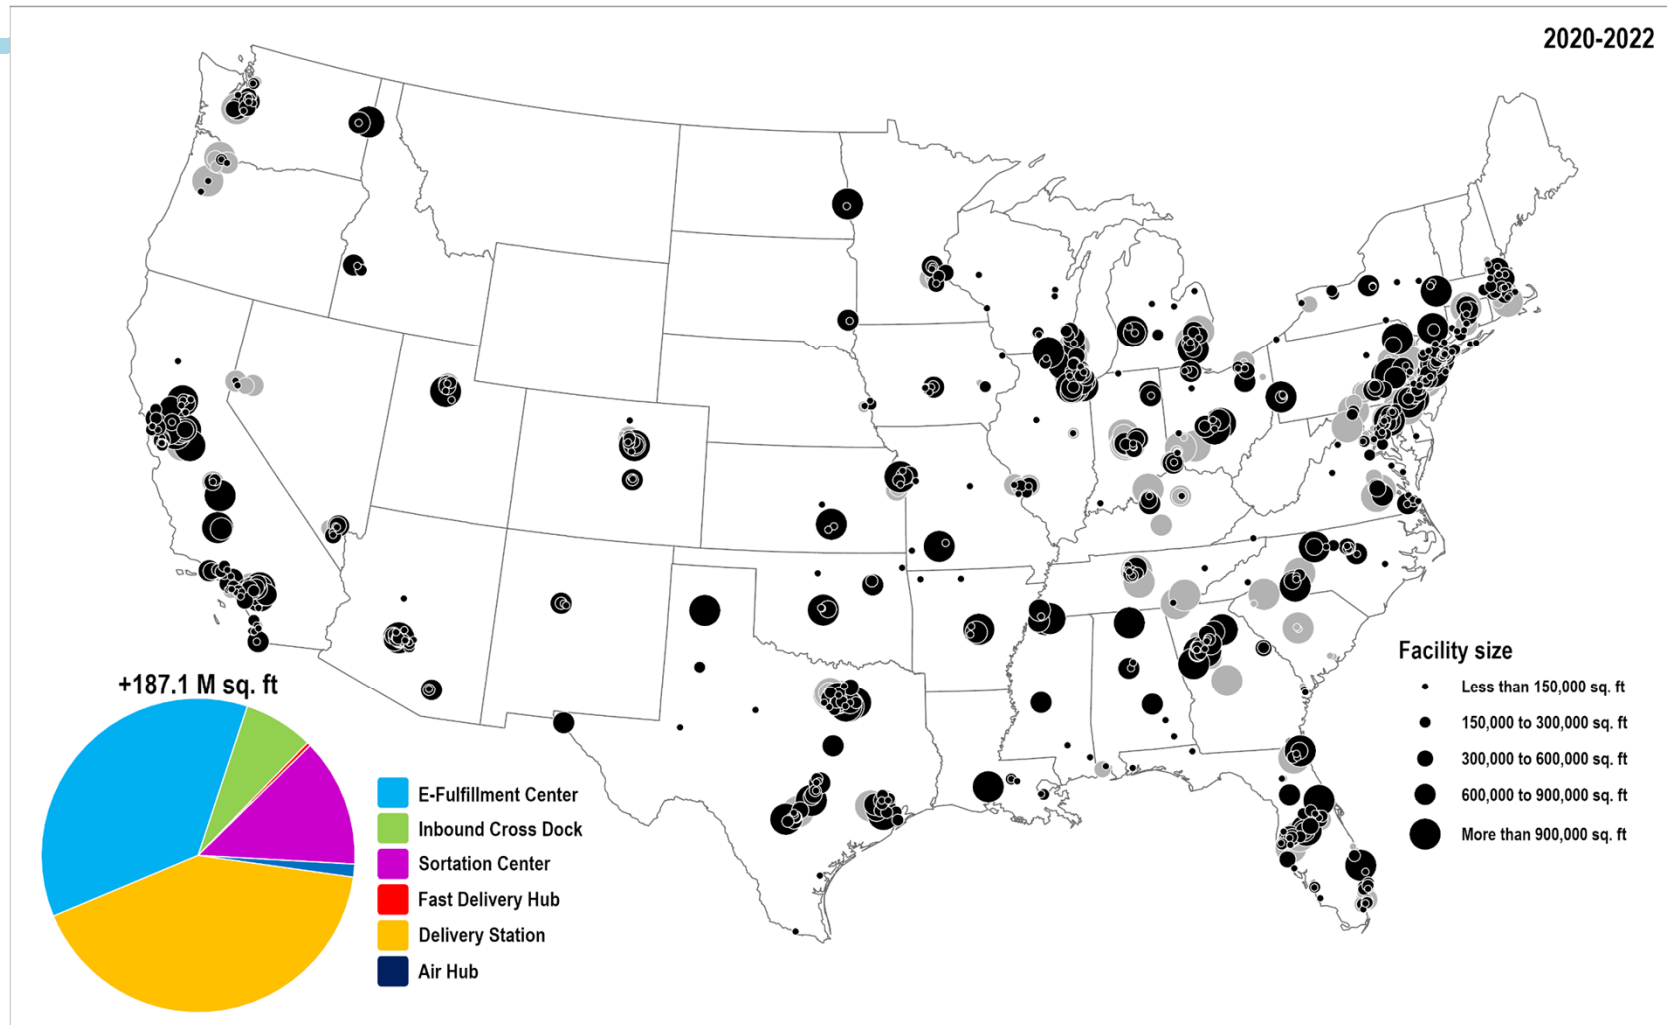 2020-2022
+187.1 M sq. ft
E-Fulfillment Center
Inbound Cross Dock
Sortation Center
Fast Delivery Hub
Delivery Station
Air Hub
Facility size
Less than 150,000 sq. ft
150,000 to 300,000 sq. ft
300,000 to 600,000 sq. ft
600,000 to 900,000 sq. ft
More than 900,000 sq. ft